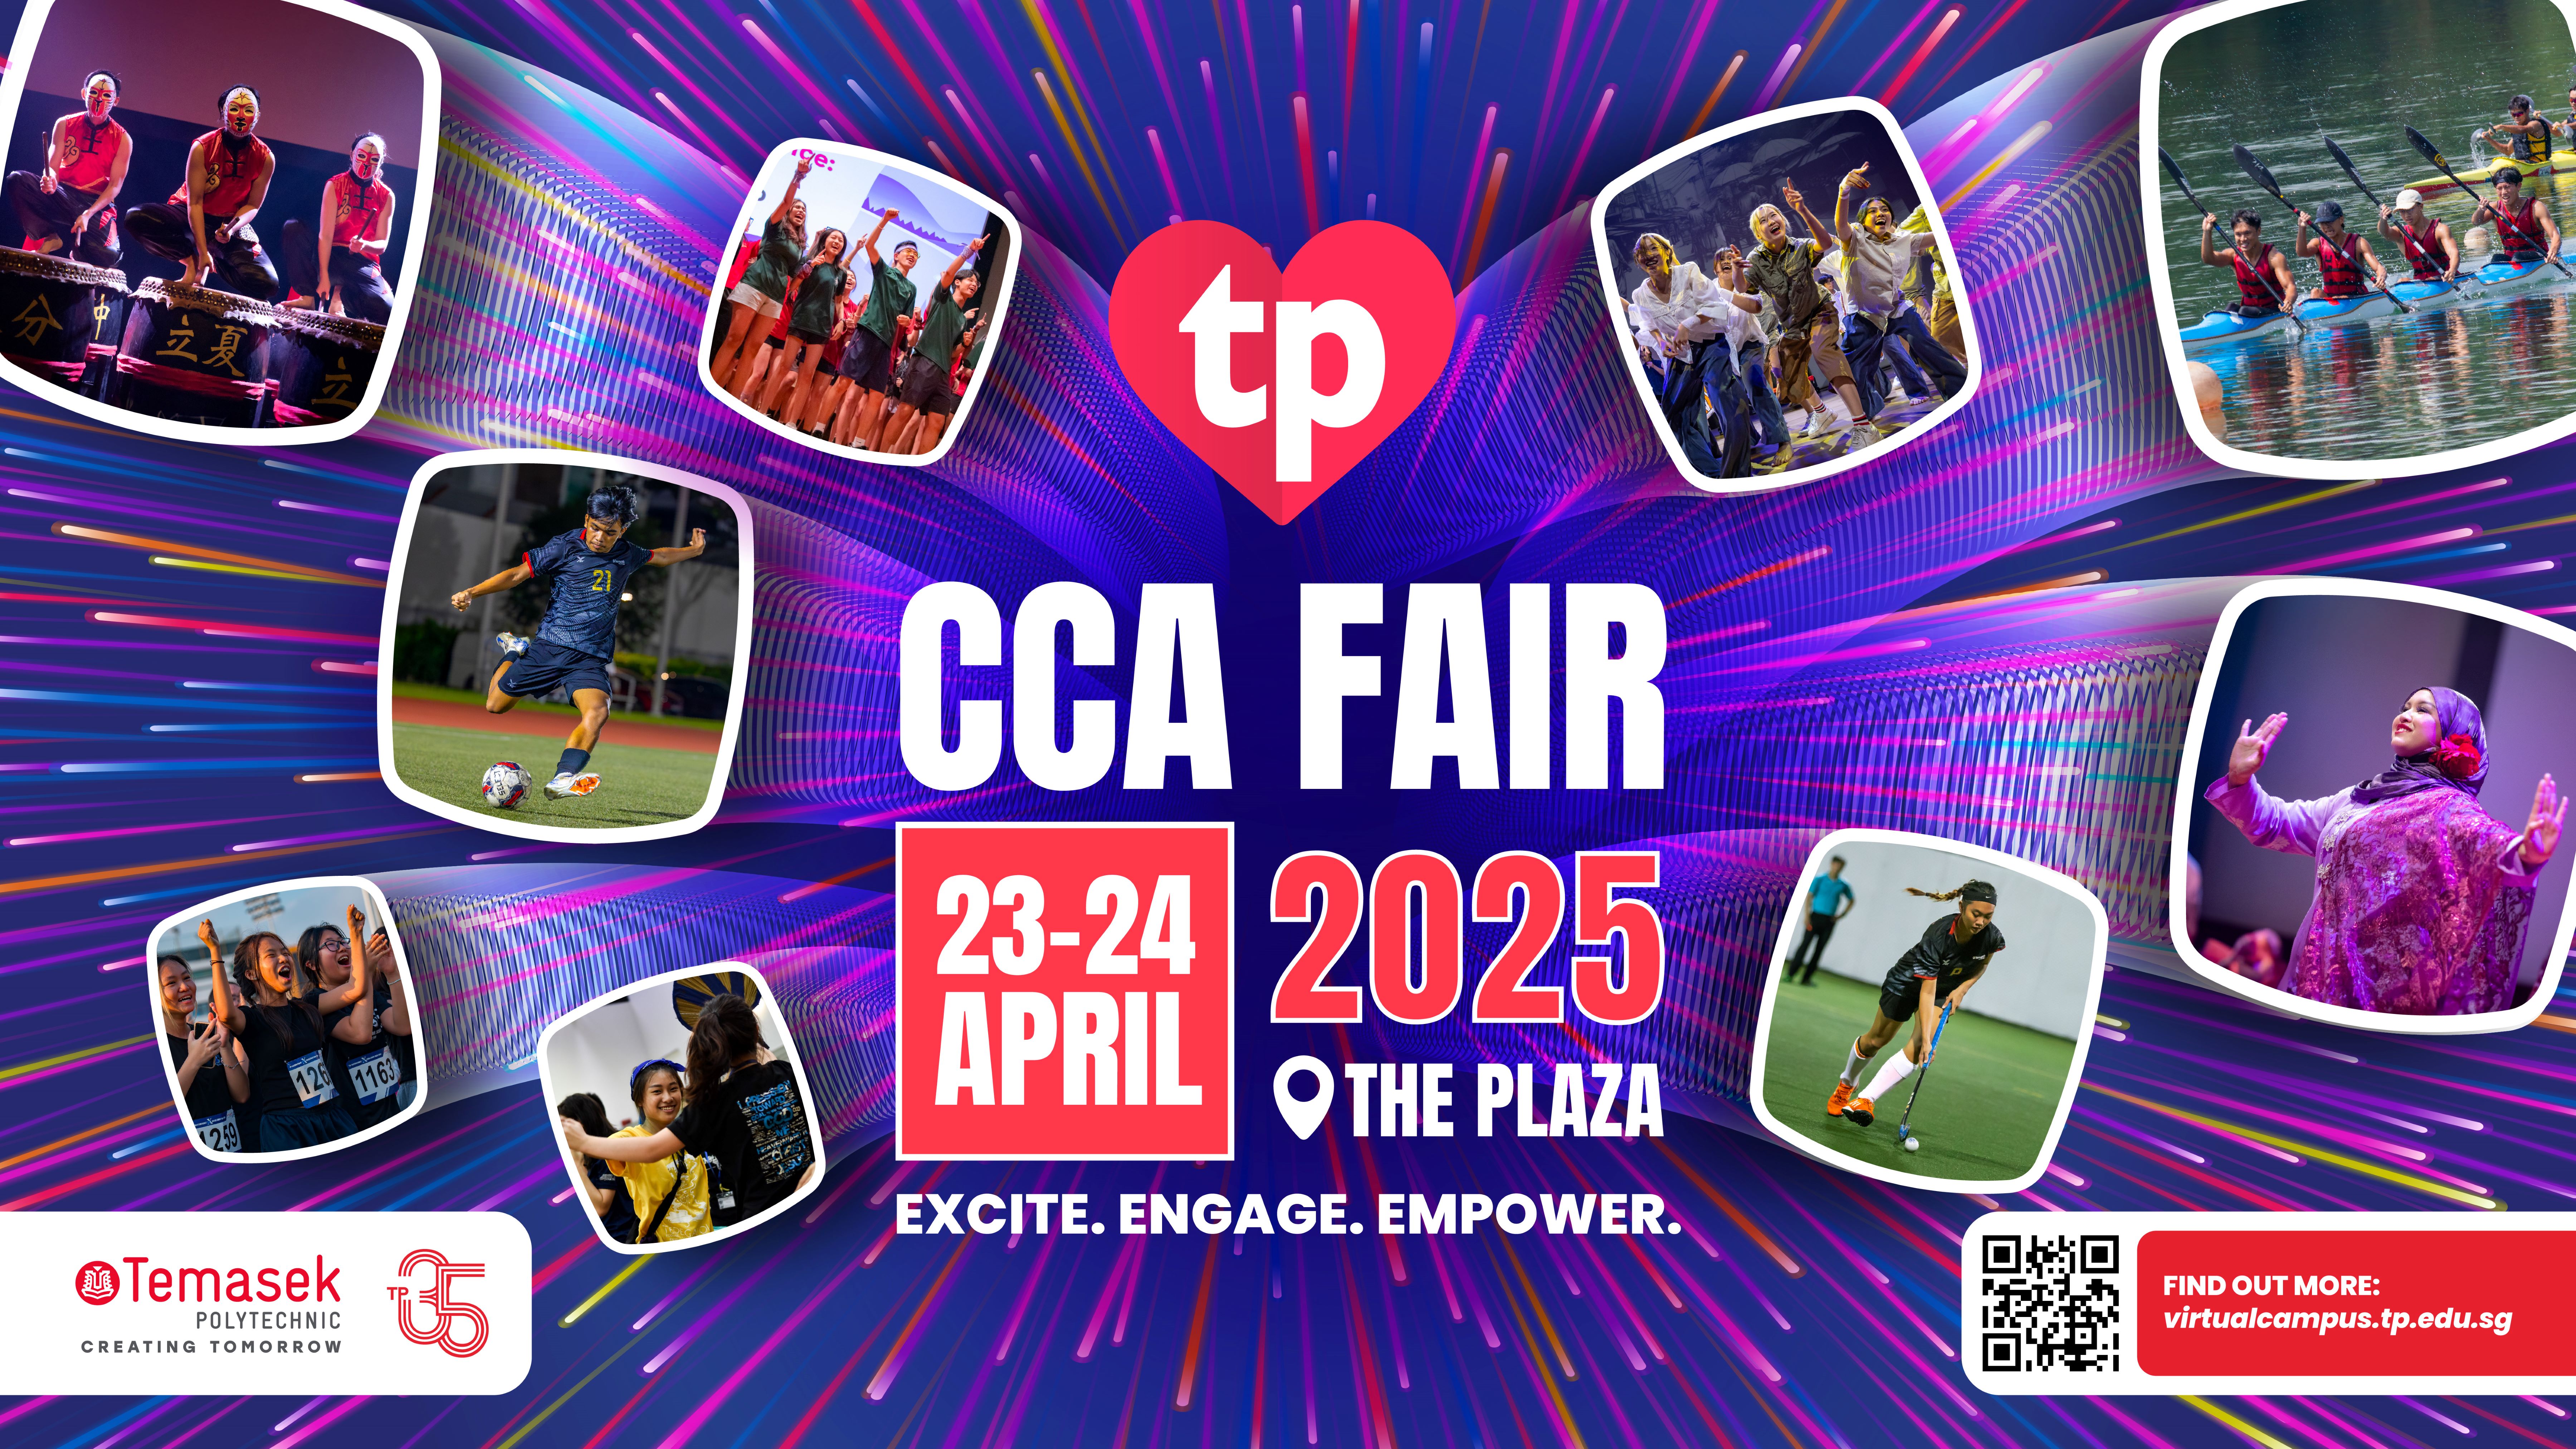 分 中
立夏
立
ice:
tp
21
CCA FAIR
23-24
APRIL
2025
THE PLAZA
EXCITE. ENGAGE. EMPOWER.
126
1163
1259
Temasek
POLYTECHNIC
CREATING TOMORROW
TP 35
FIND OUT MORE:
virtualcampus.tp.edu.sg